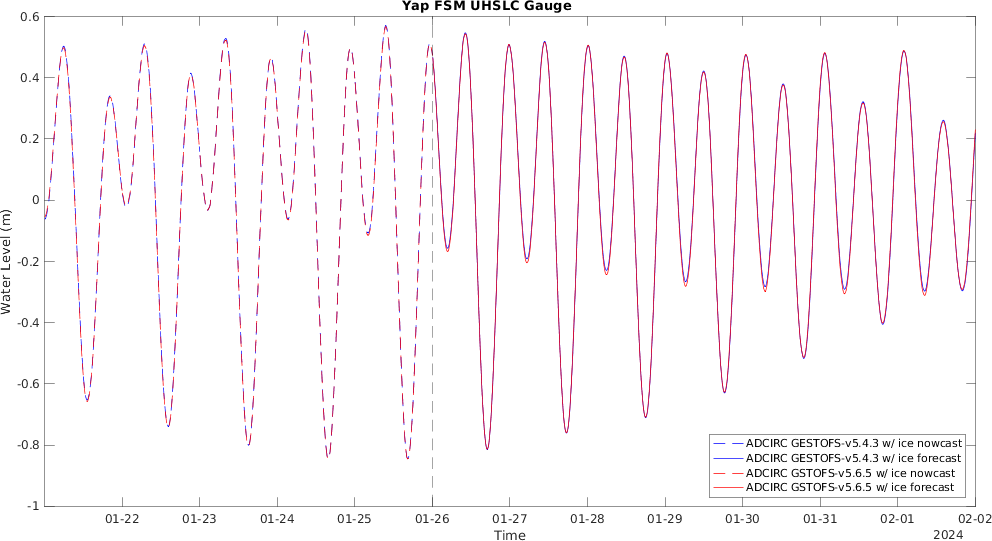 Yap FSM UHSLC Gauge
0.6
0.4
0.2
0
-0.2
-0.4
-0.6
-0.8
-1
Water Level (m)
01-22 01-23 01-24 01-25 01-26 01-27 01-28 01-29 01-30 01-31 02-01 02-02
Time
2024
ADCIRC GESTOFS-v5.4.3 w/ ice nowcast
ADCIRC GESTOFS-v5.4.3 w/ ice forecast
ADCIRC GSTOFS-v5.6.5 w/ ice nowcast
ADCIRC GSTOFS-v5.6.5 w/ ice forecast